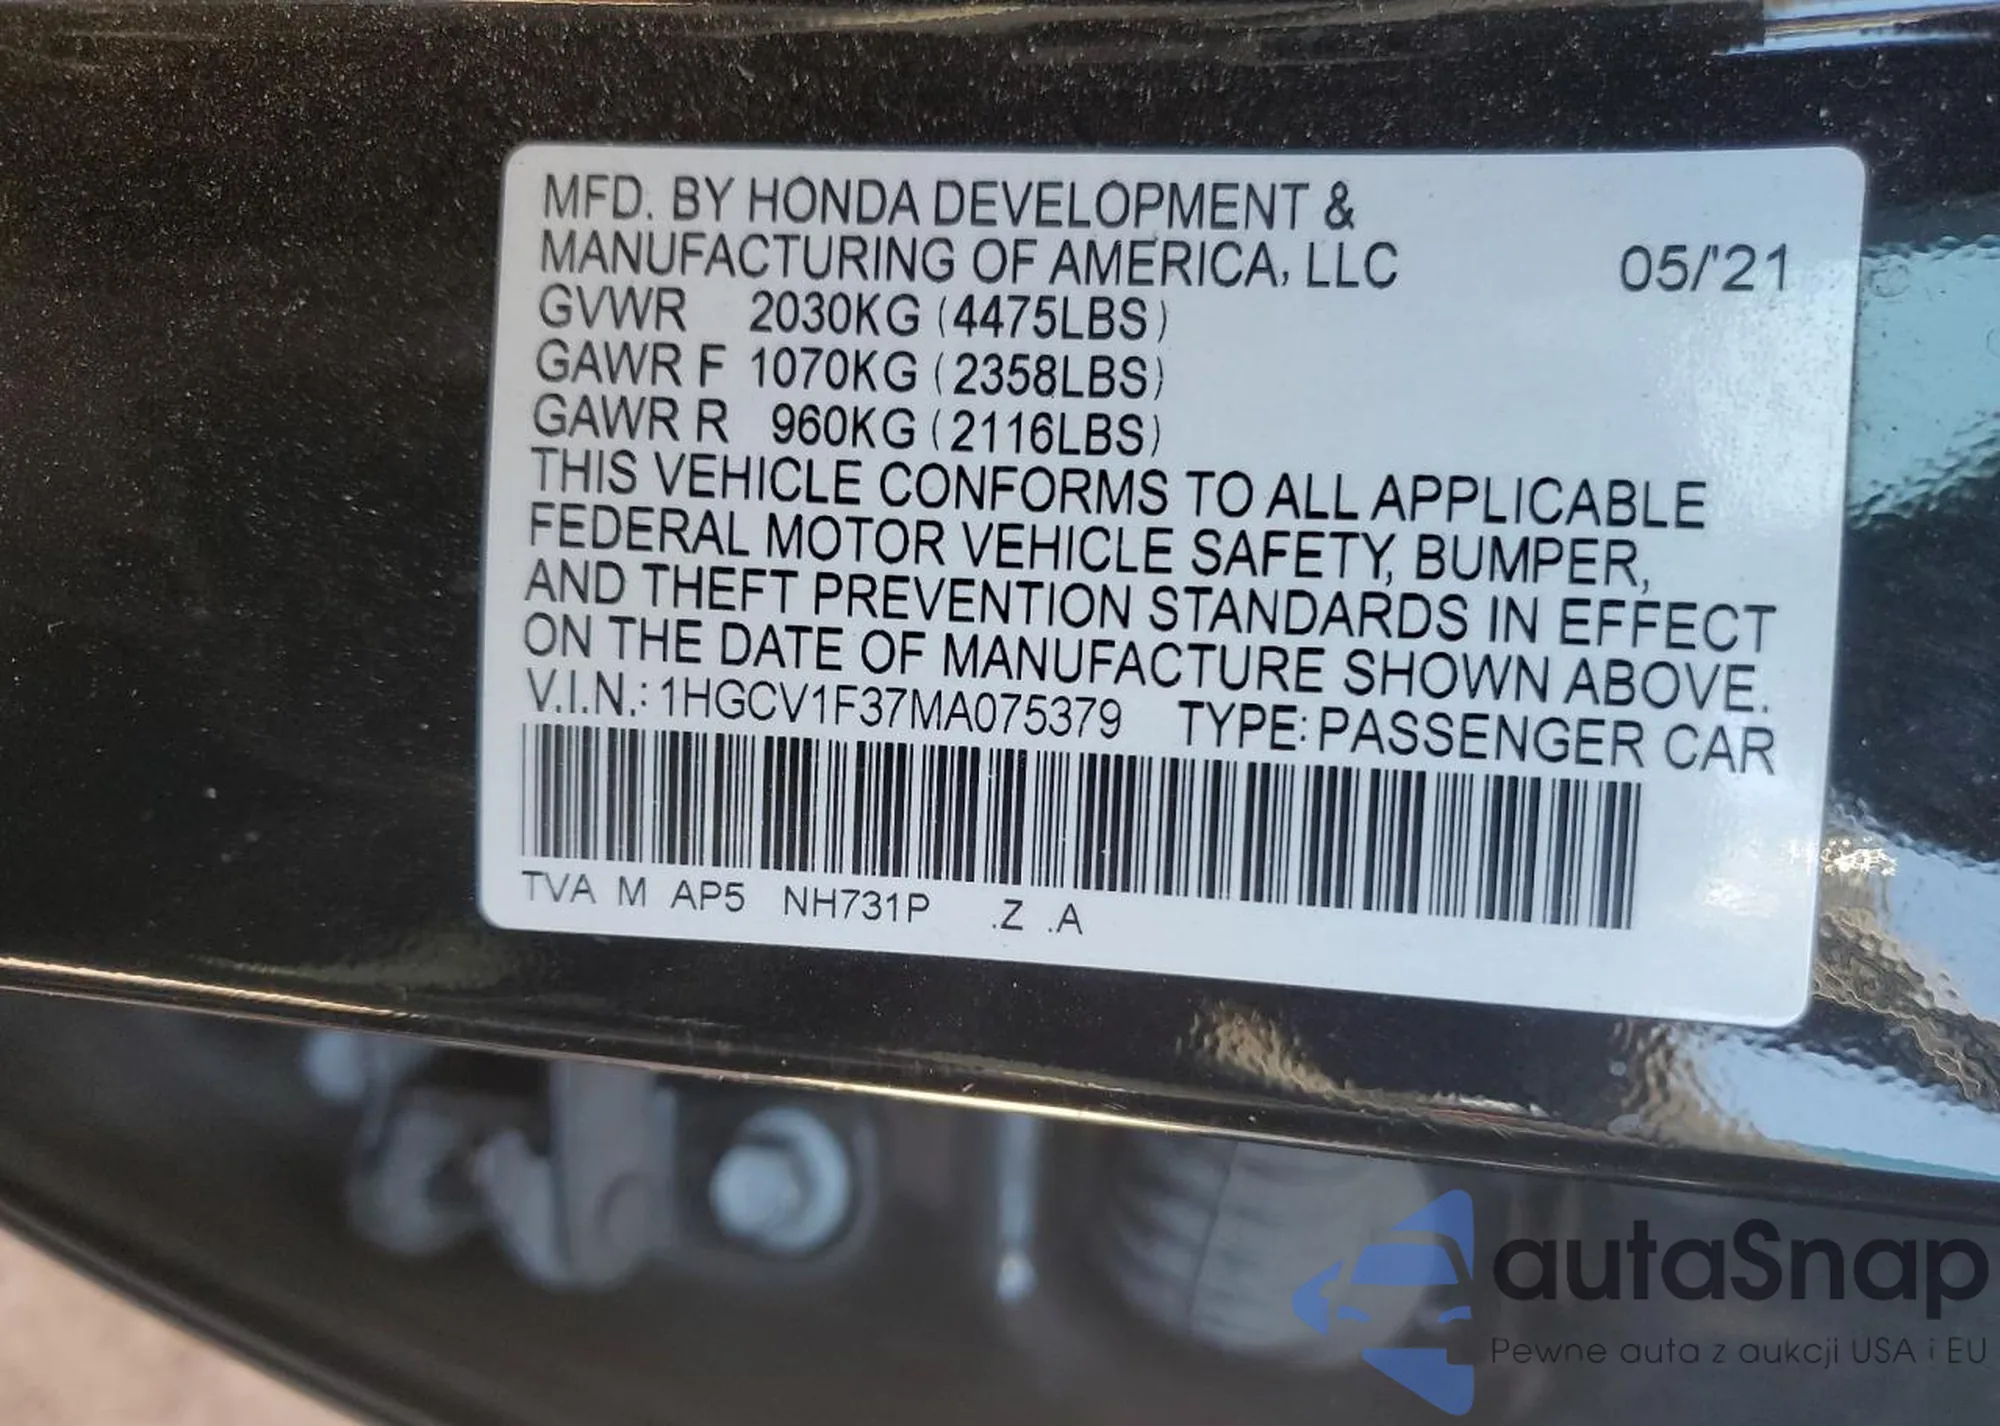 MFD. BY HONDA DEVELOPMENT &
MANUFACTURING OF AMERICA, LLC 05/'21
GVWR 2030KG (4475LBS)
GAWR F 1070KG (2358LBS)
GAWR R 960KG (2116LBS)
THIS VEHICLE CONFORMS TO ALL APPLICABLE
FEDERAL MOTOR VEHICLE SAFETY, BUMPER,
AND THEFT PREVENTION STANDARDS IN EFFECT
ON THE DATE OF MANUFACTURE SHOWN ABOVE.
V.I.N.: 1HGCV1F37MA075379 TYPE: PASSENGER CAR
TVA M AP5 NH731P .Z .A
autaSnap
Pewne auta z aukcji USA i EU